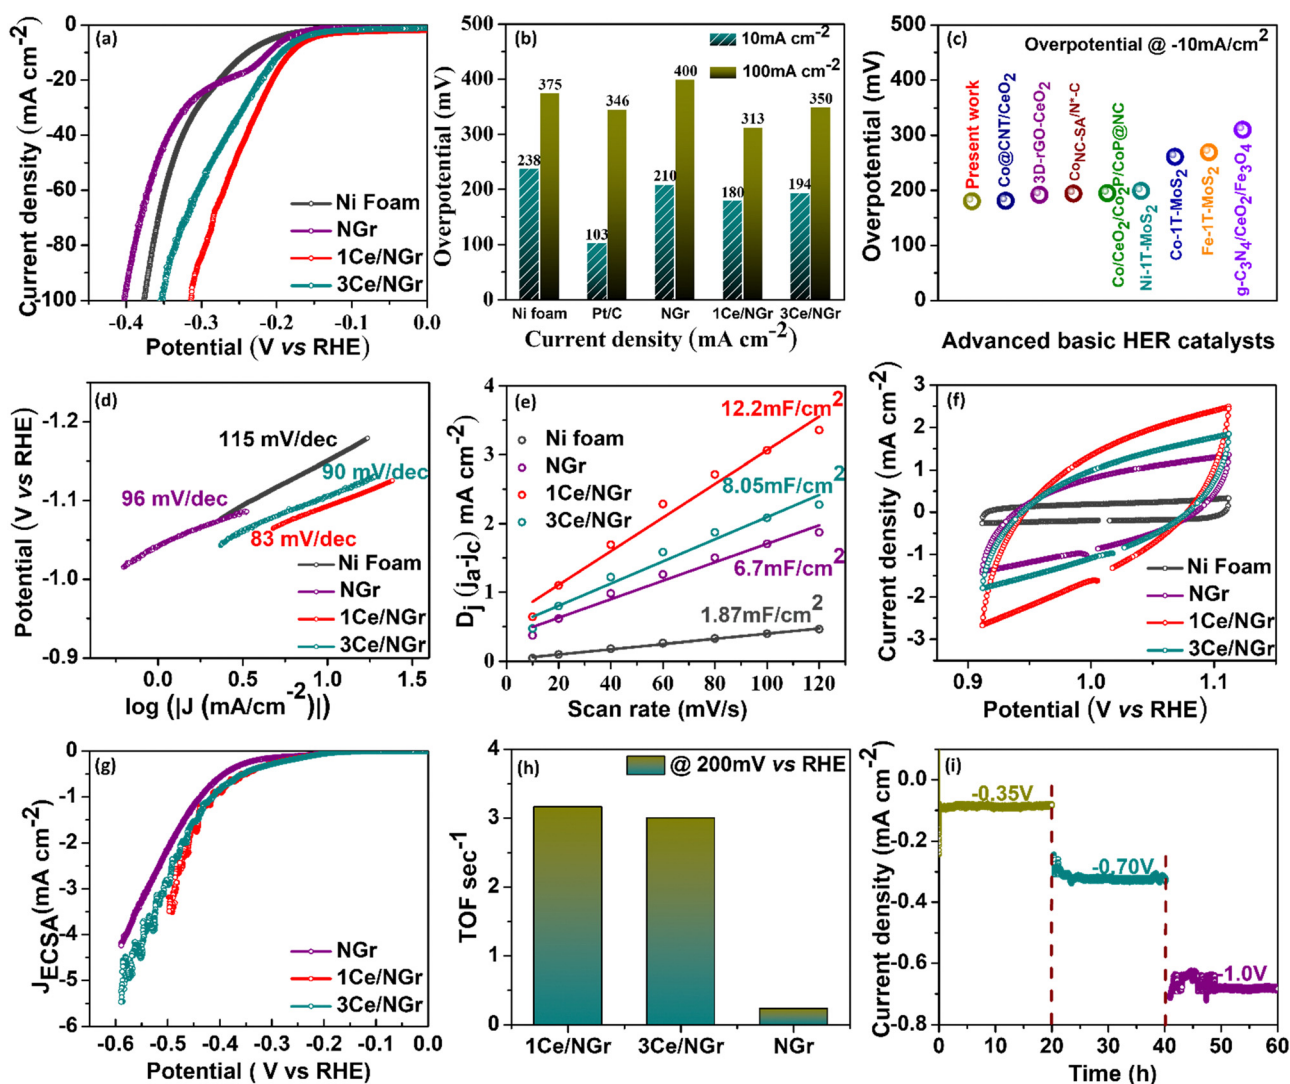 (a)
Current density (mA cm-2)
0
-20
-40
-60
-80
-100
-0.4
-0.3
-0.2
-0.1
0.0
Potential (V vs RHE)
Ni Foam
NGr
1Ce/NGr
3Ce/NGr
(b)
Overpotential (mV)
500
450
400
350
300
250
200
150
100
50
0
10mA cm-2
100mA cm-2
238
375
103
346
210
400
180
313
194
350
Ni foam
Pt/C
NGr
1Ce/NGr
3Ce/NGr
Current density (mA cm-2)
(c)
Overpotential @ -10mA/cm2
Overpotential (mV)
500
400
300
200
100
0
Present work
Co@CNT/CeO2
3D-rGO-CeO2
CoNC-SA/N*-C
Co/CeO2/Co2P/CoP@NC
Ni-1T-MoS2
Co-1T-MoS2
Fe-1T-MoS2
g-C3N4/CeO2/Fe3O4
Advanced basic HER catalysts
(d)
Potential (V vs RHE)
-1.2
-1.1
-1.0
-0.9
115 mV/dec
90 mV/dec
96 mV/dec
83 mV/dec
Ni Foam
NGr
1Ce/NGr
3Ce/NGr
0.0
0.5
1.0
1.5
log (|J (mA/cm-2)|)
(e)
Dj (ja-jc) mA cm-2
4
3
2
1
0
Ni foam
NGr
1Ce/NGr
3Ce/NGr
12.2mF/cm2
8.05mF/cm2
6.7mF/cm2
1.87mF/cm2
0
20
40
60
80
100
120
Scan rate (mV/s)
(f)
Current density (mA cm-2)
3
2
1
0
-1
-2
-3
Ni Foam
NGr
1Ce/NGr
3Ce/NGr
0.9
1.0
1.1
Potential (V vs RHE)
(g)
JECSA(mA cm-2)
0
-1
-2
-3
-4
-5
-6
NGr
1Ce/NGr
3Ce/NGr
-0.6
-0.5
-0.4
-0.3
-0.2
-0.1
-0.0
Potential ( V vs RHE)
(h)
TOF sec-1
4
3
2
1
0
@ 200mV vs RHE
1Ce/NGr
3Ce/NGr
NGr
(i)
Current density (mA cm-2)
0.0
-0.2
-0.4
-0.6
-0.8
-0.35V
-0.70V
-1.0V
0
10
20
30
40
50
60
Time (h)